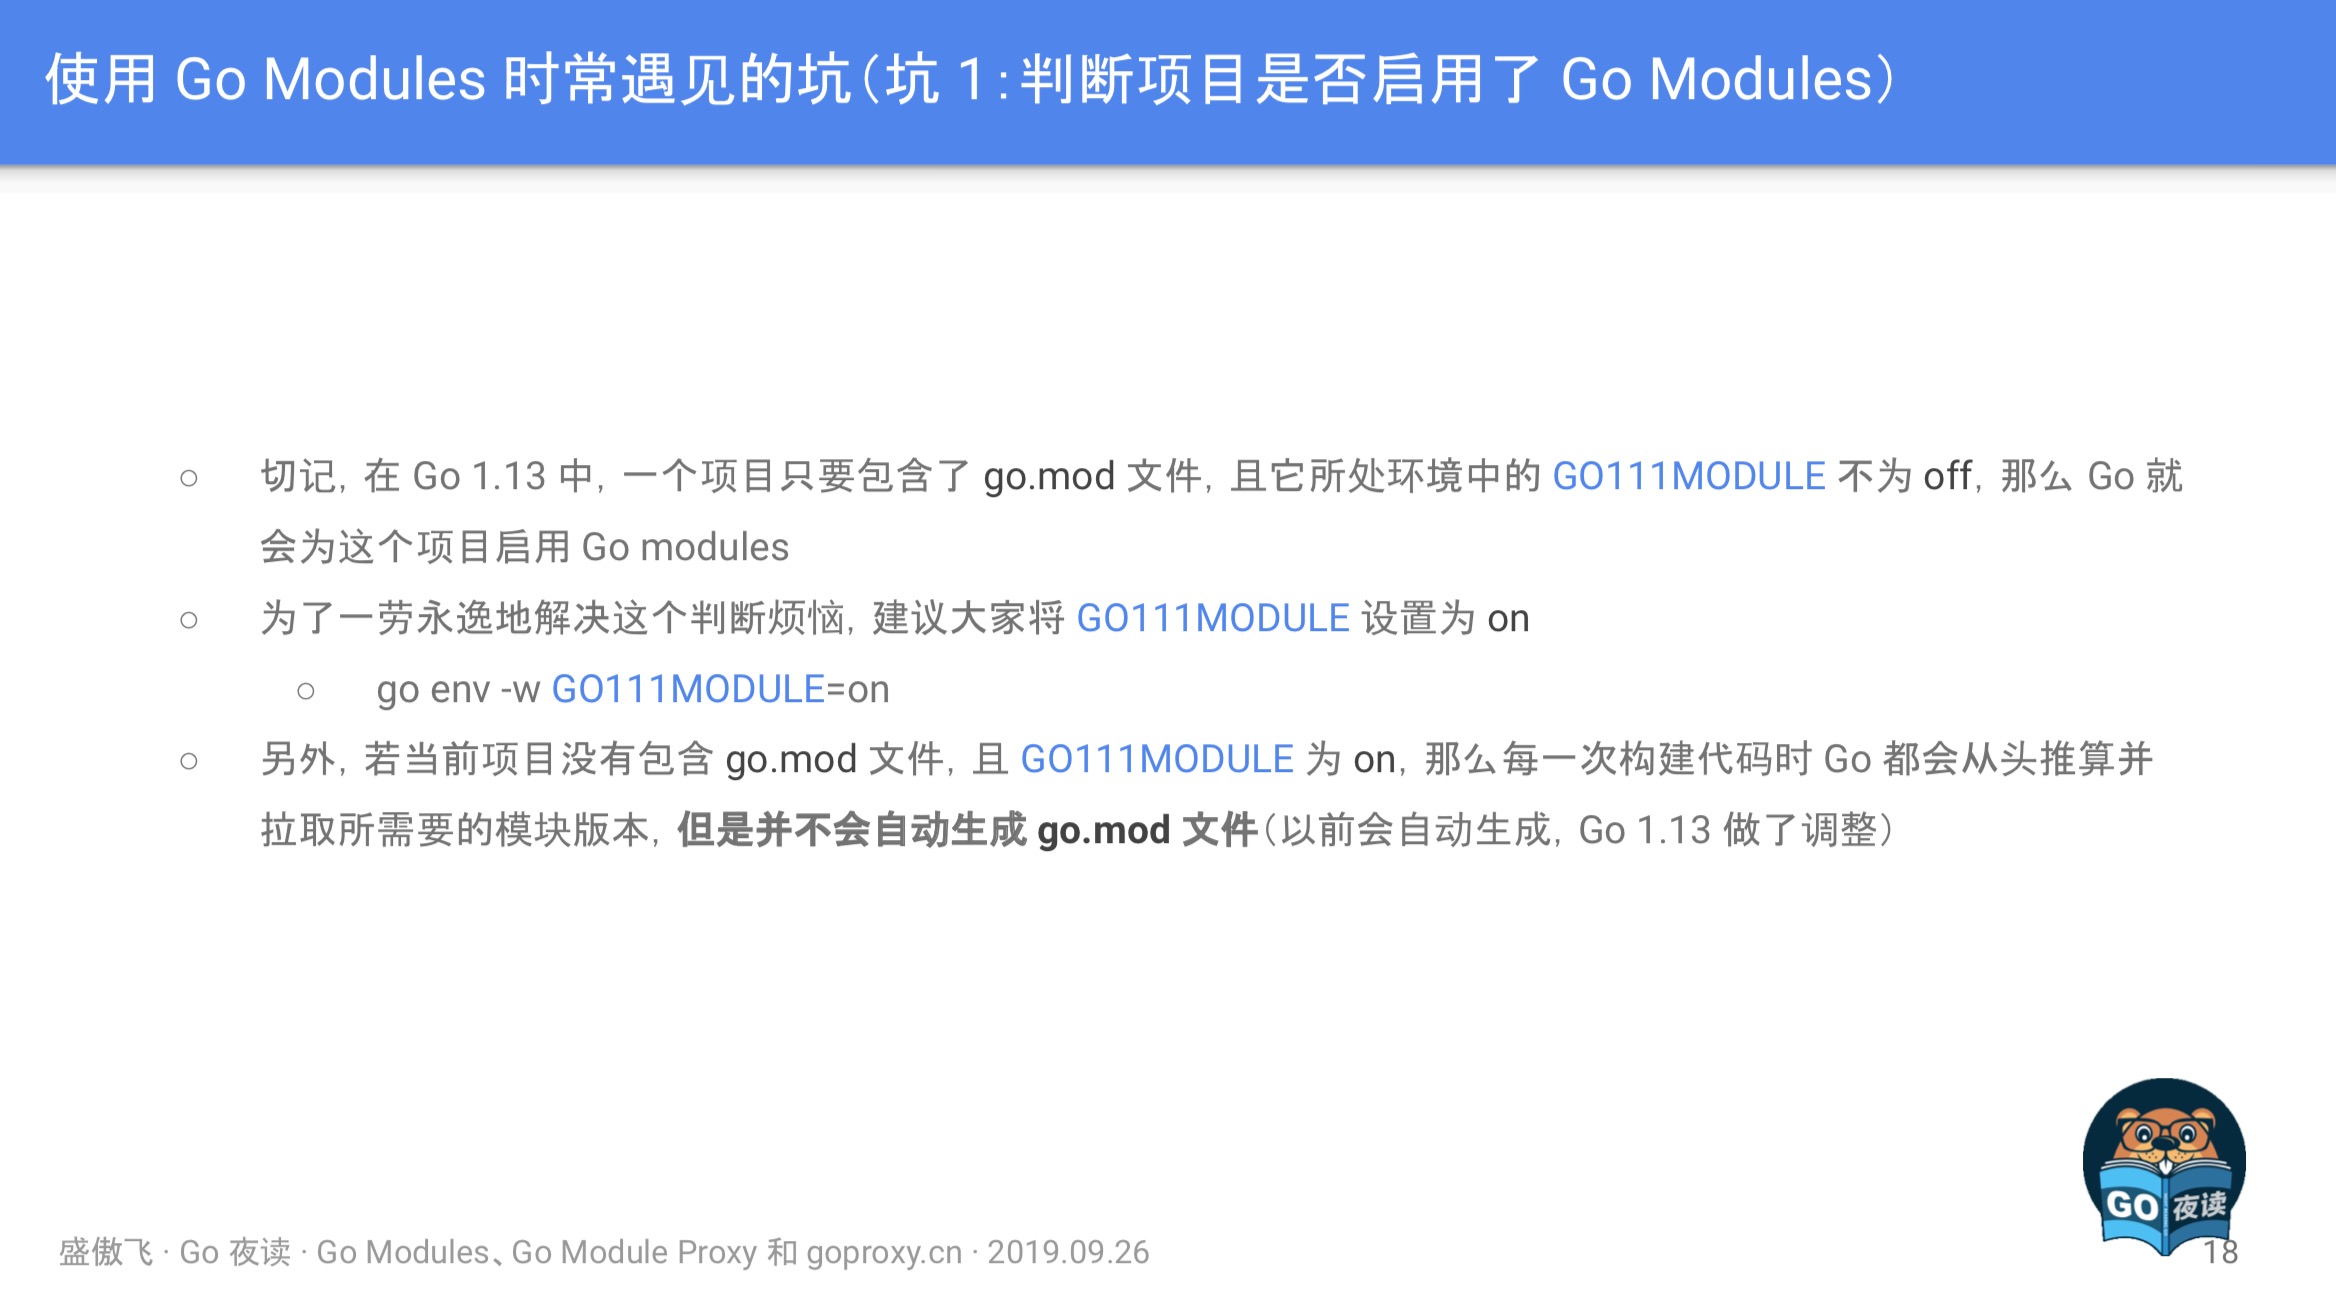 使用 Go Modules 时常遇见的坑（坑 1：判断项目是否启用了 Go Modules）
○ 切记，在 Go 1.13 中，一个项目只要包含了 go.mod 文件，且它所处环境中的 GO111MODULE 不为 off，那么 Go 就
会为这个项目启用 Go modules
○ 为了一劳永逸地解决这个判断烦恼，建议大家将 GO111MODULE 设置为 on
○ go env -w GO111MODULE=on
○ 另外，若当前项目没有包含 go.mod 文件，且 GO111MODULE 为 on，那么每一次构建代码时 Go 都会从头推算并
拉取所需要的模块版本，但是并不会自动生成 go.mod 文件（以前会自动生成，Go 1.13 做了调整）
GO 夜读
盛傲飞 · Go 夜读 · Go Modules、Go Module Proxy 和 goproxy.cn · 2019.09.26
18